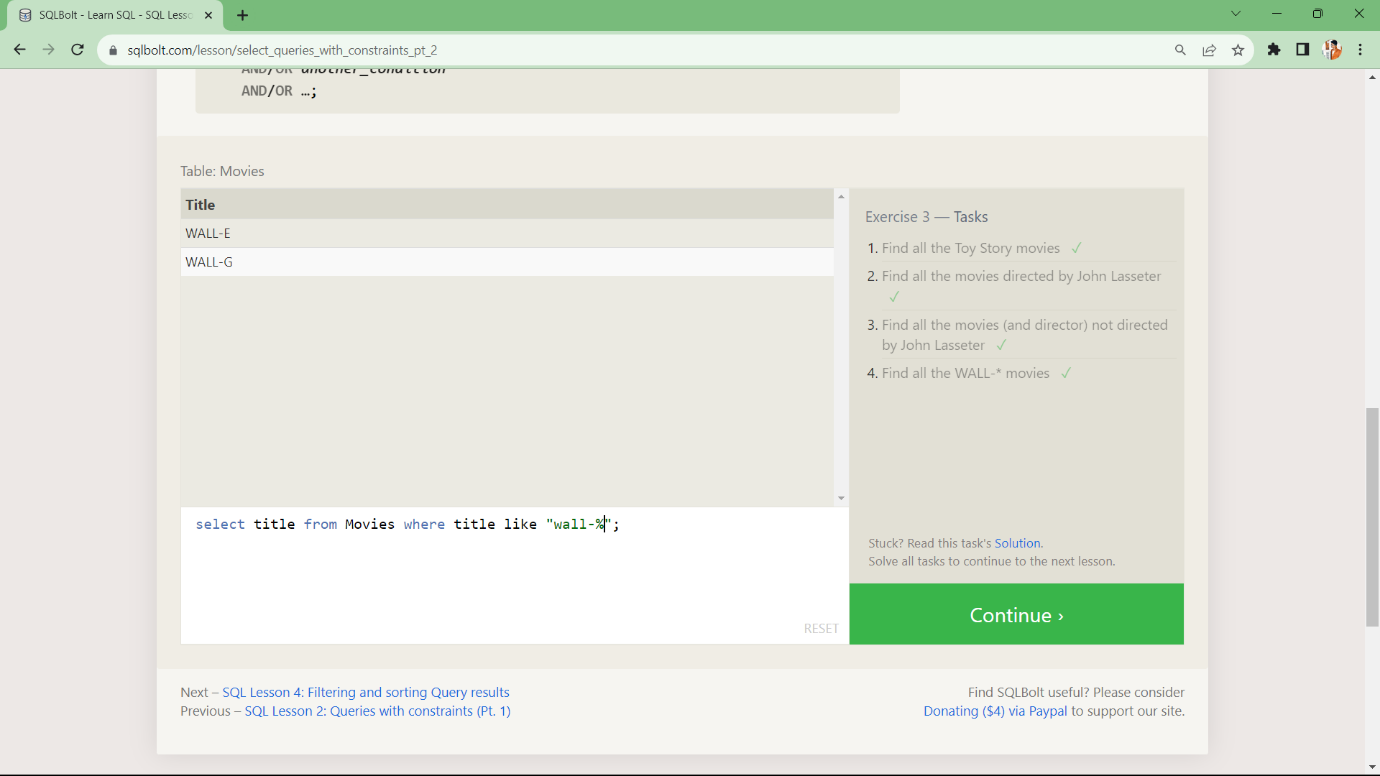 SQLBolt - Learn SQL - SQL Lesso
sqlbolt.com/lesson/select_queries_with_constraints_pt_2
AND/OR another_condition
AND/OR …;
Table: Movies
Title
WALL-E
WALL-G
select title from Movies where title like "wall-%";
RESET
Exercise 3 — Tasks
1. Find all the Toy Story movies ✓
2. Find all the movies directed by John Lasseter
✓
3. Find all the movies (and director) not directed
by John Lasseter ✓
4. Find all the WALL-* movies ✓
Stuck? Read this task's Solution.
Solve all tasks to continue to the next lesson.
Continue ›
Next – SQL Lesson 4: Filtering and sorting Query results
Previous – SQL Lesson 2: Queries with constraints (Pt. 1)
Find SQLBolt useful? Please consider
Donating ($4) via Paypal to support our site.